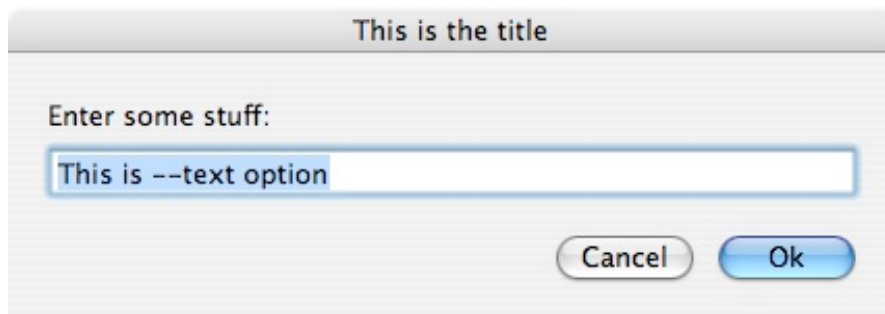 This is the title
Enter some stuff:
This is --text option
Cancel Ok